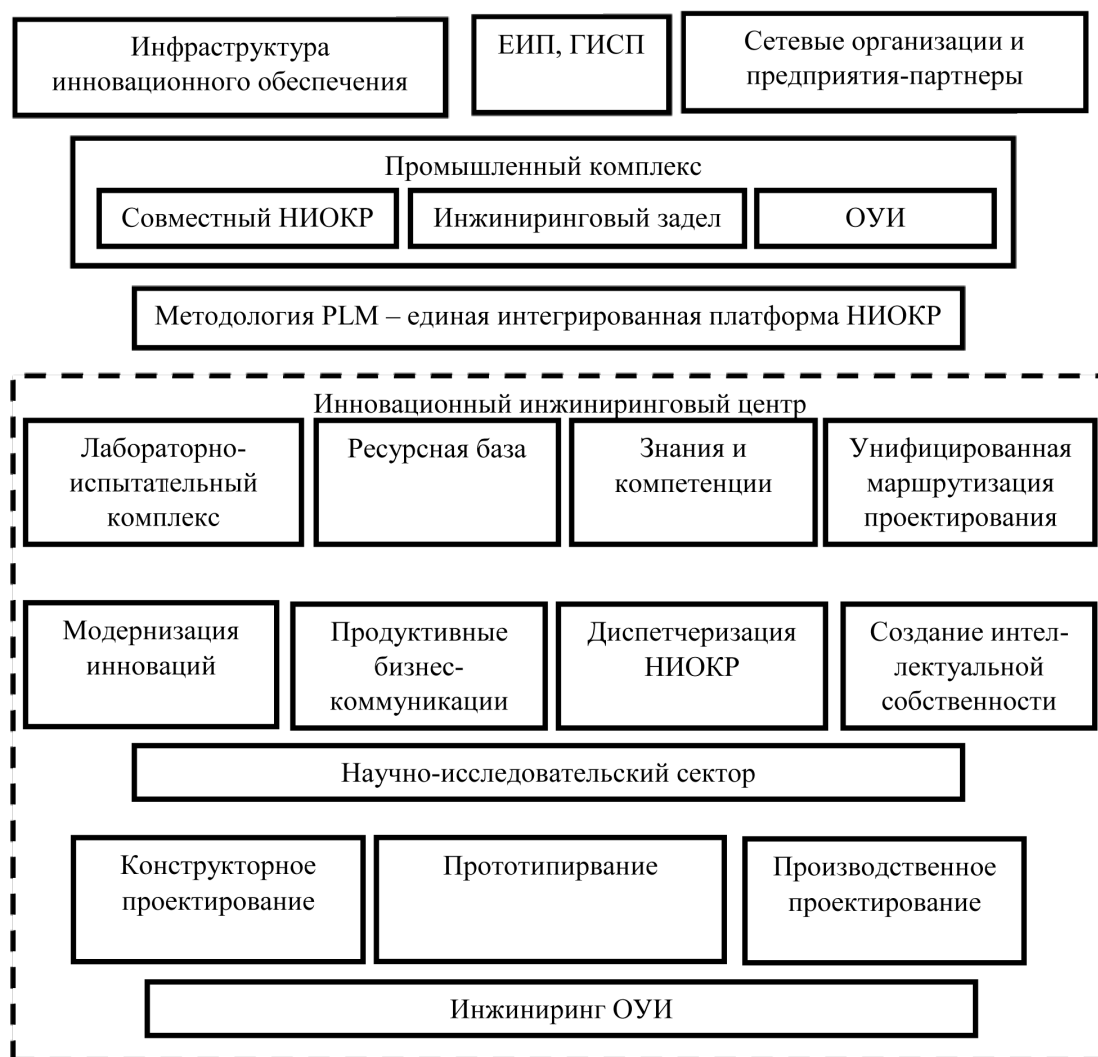 Инфраструктура
инновационного обеспечения
ЕИП, ГИСП
Сетевые организации и
предприятия-партнеры
Промышленный комплекс
Совместный НИОКР
Инжиниринговый задел
ОУИ
Методология PLM – единая интегрированная платформа НИОКР
Инновационный инжиниринговый центр
Лабораторно-
испытательный
комплекс
Ресурсная база
Знания и
компетенции
Унифицированная
маршрутизация
проектирования
Модернизация
инноваций
Продуктивные
бизнес-
коммуникации
Диспетчеризация
НИОКР
Создание интел-
лектуальной
собственности
Научно-исследовательский сектор
Конструкторное
проектирование
Прототипирвание
Производственное
проектирование
Инжиниринг ОУИ